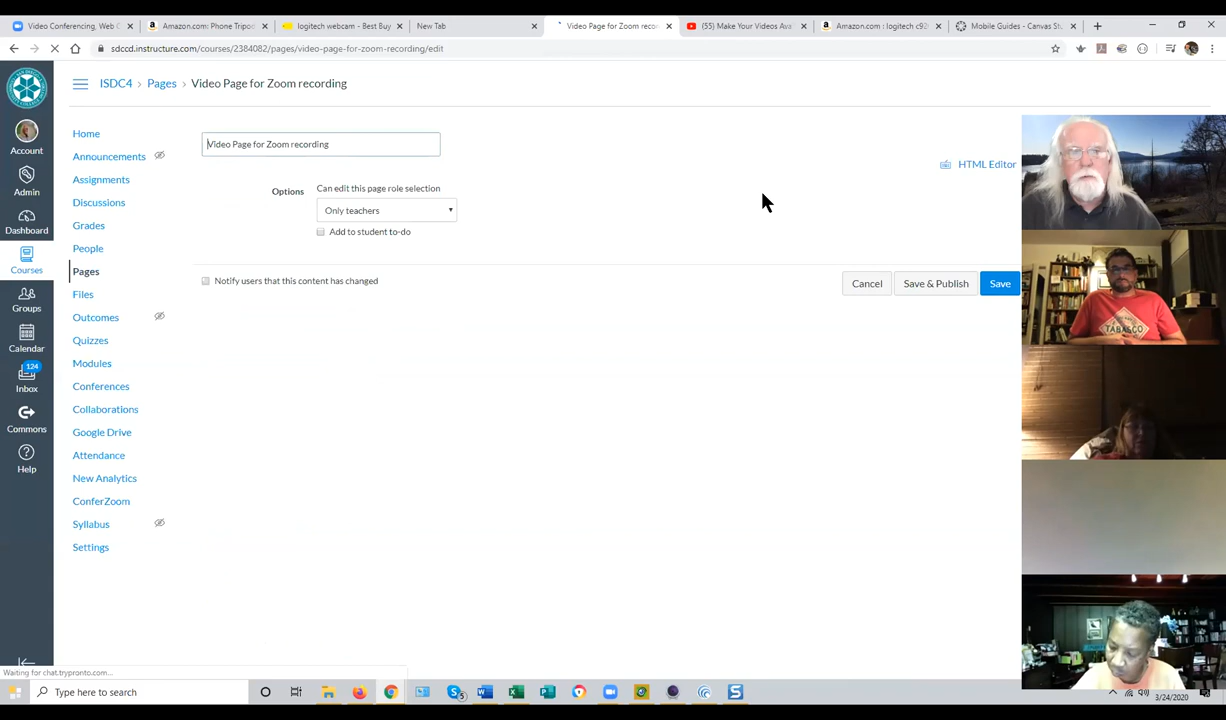 Video Conferencing, Web C
Amazon.com: Phone Tripod
logitech webcam - Best Buy
New Tab
Video Page for Zoom recor
(55) Make Your Videos Ava
Amazon.com : logitech c92
Mobile Guides - Canvas Stu
sdccd.instructure.com/courses/2384082/pages/video-page-for-zoom-recording/edit
ISDC4 › Pages › Video Page for Zoom recording
Account
Admin
Dashboard
Courses
Groups
Calendar
124
Inbox
Commons
Help
Home
Announcements
Assignments
Discussions
Grades
People
Pages
Files
Outcomes
Quizzes
Modules
Conferences
Collaborations
Google Drive
Attendance
New Analytics
ConferZoom
Syllabus
Settings
Video Page for Zoom recording
HTML Editor
Options
Can edit this page role selection
Only teachers
Add to student to-do
Notify users that this content has changed
Cancel
Save & Publish
Save
TABASCO
Waiting for chat.trypronto.com...
Type here to search
5
3/24/2020